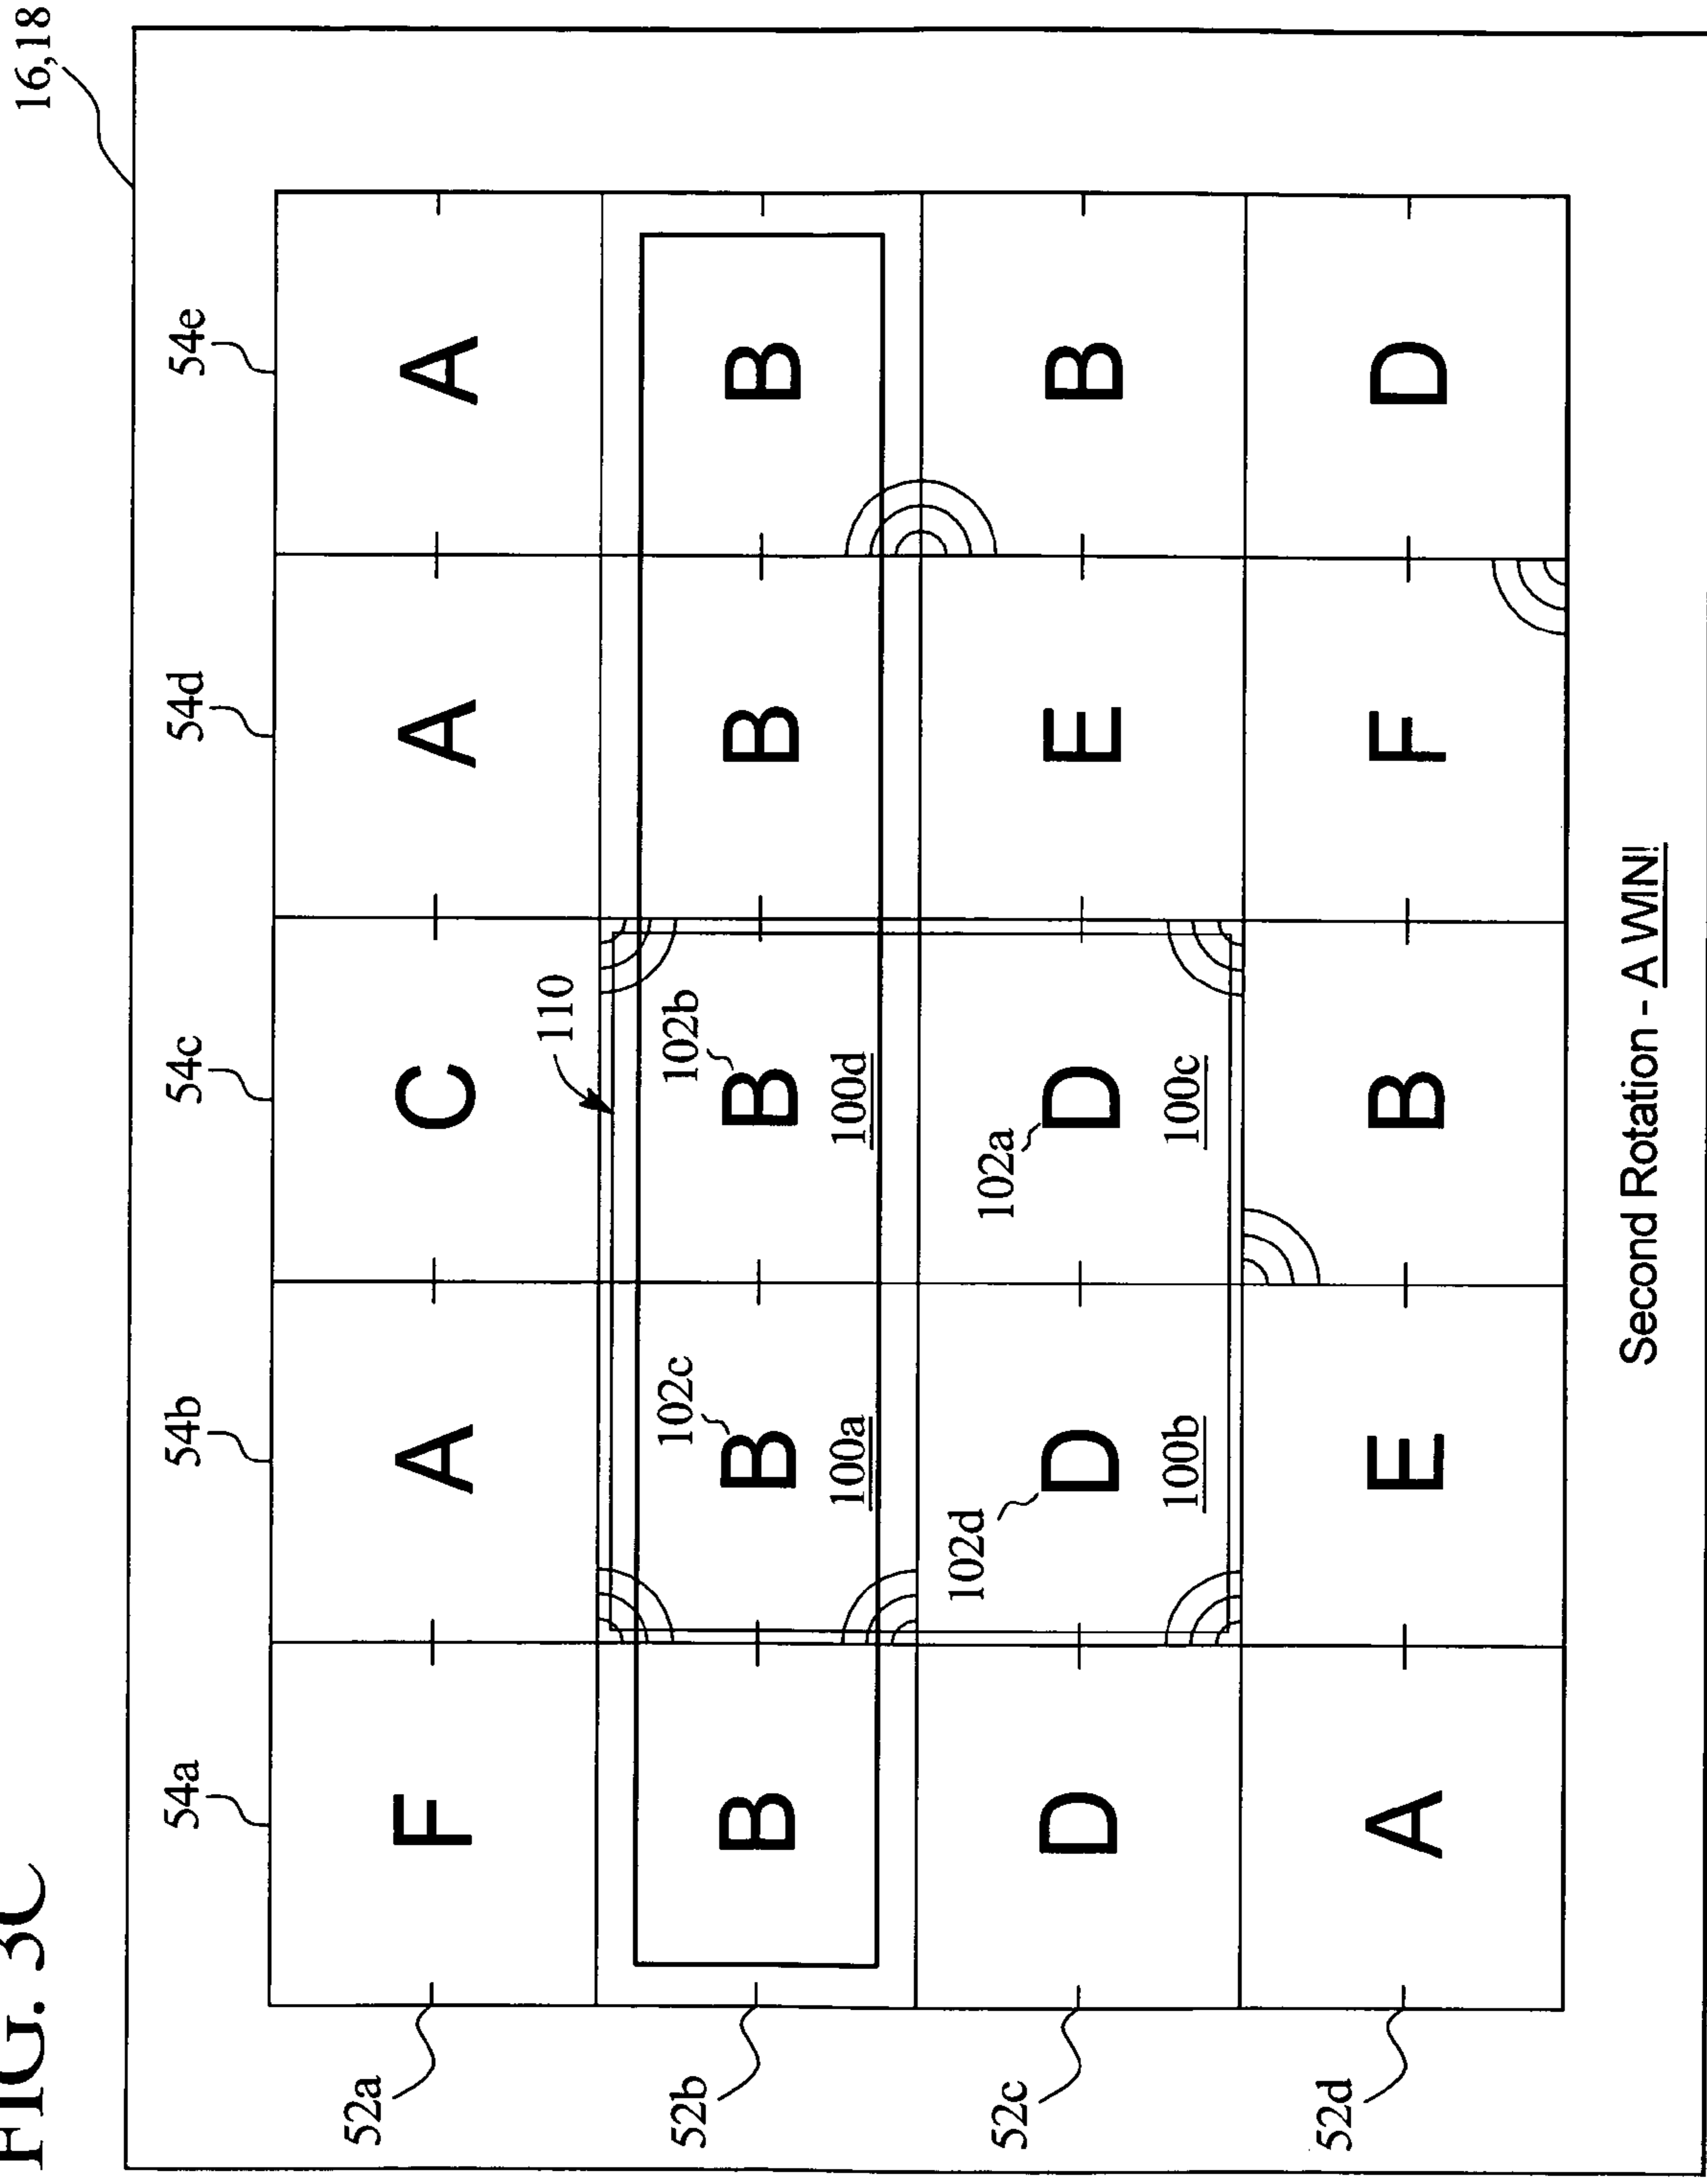 FIG. 3C
16,18
54a 54b 54c 54d 54e
52a F A C A A
110
102c 102b
52b B B B B B
100a 100d
102d 102a
52c D D D E B
100b 100c
52d A E B F D
Second Rotation - A WIN!